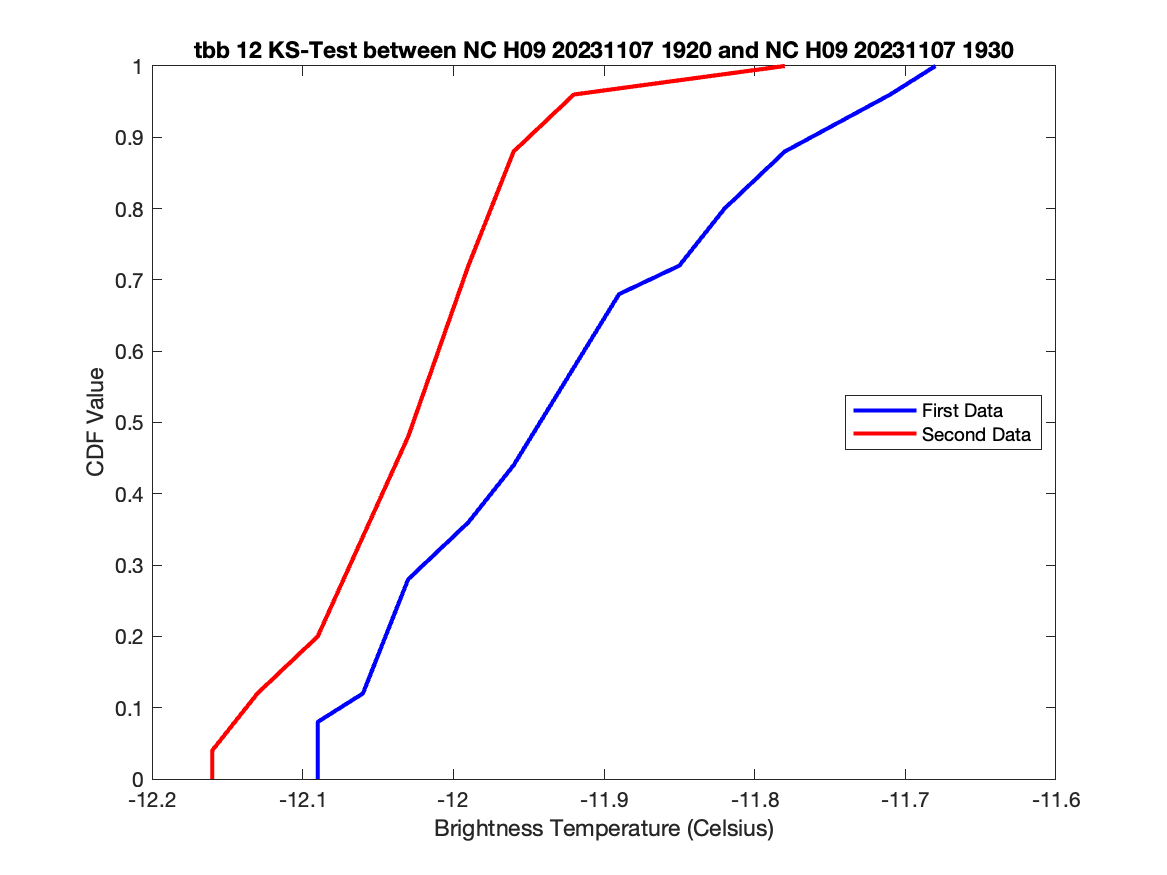 tbb 12 KS-Test between NC H09 20231107 1920 and NC H09 20231107 1930
1
0.9
0.8
0.7
0.6
0.5
0.4
0.3
0.2
0.1
0
CDF Value
First Data
Second Data
-12.2 -12.1 -12 -11.9 -11.8 -11.7 -11.6
Brightness Temperature (Celsius)